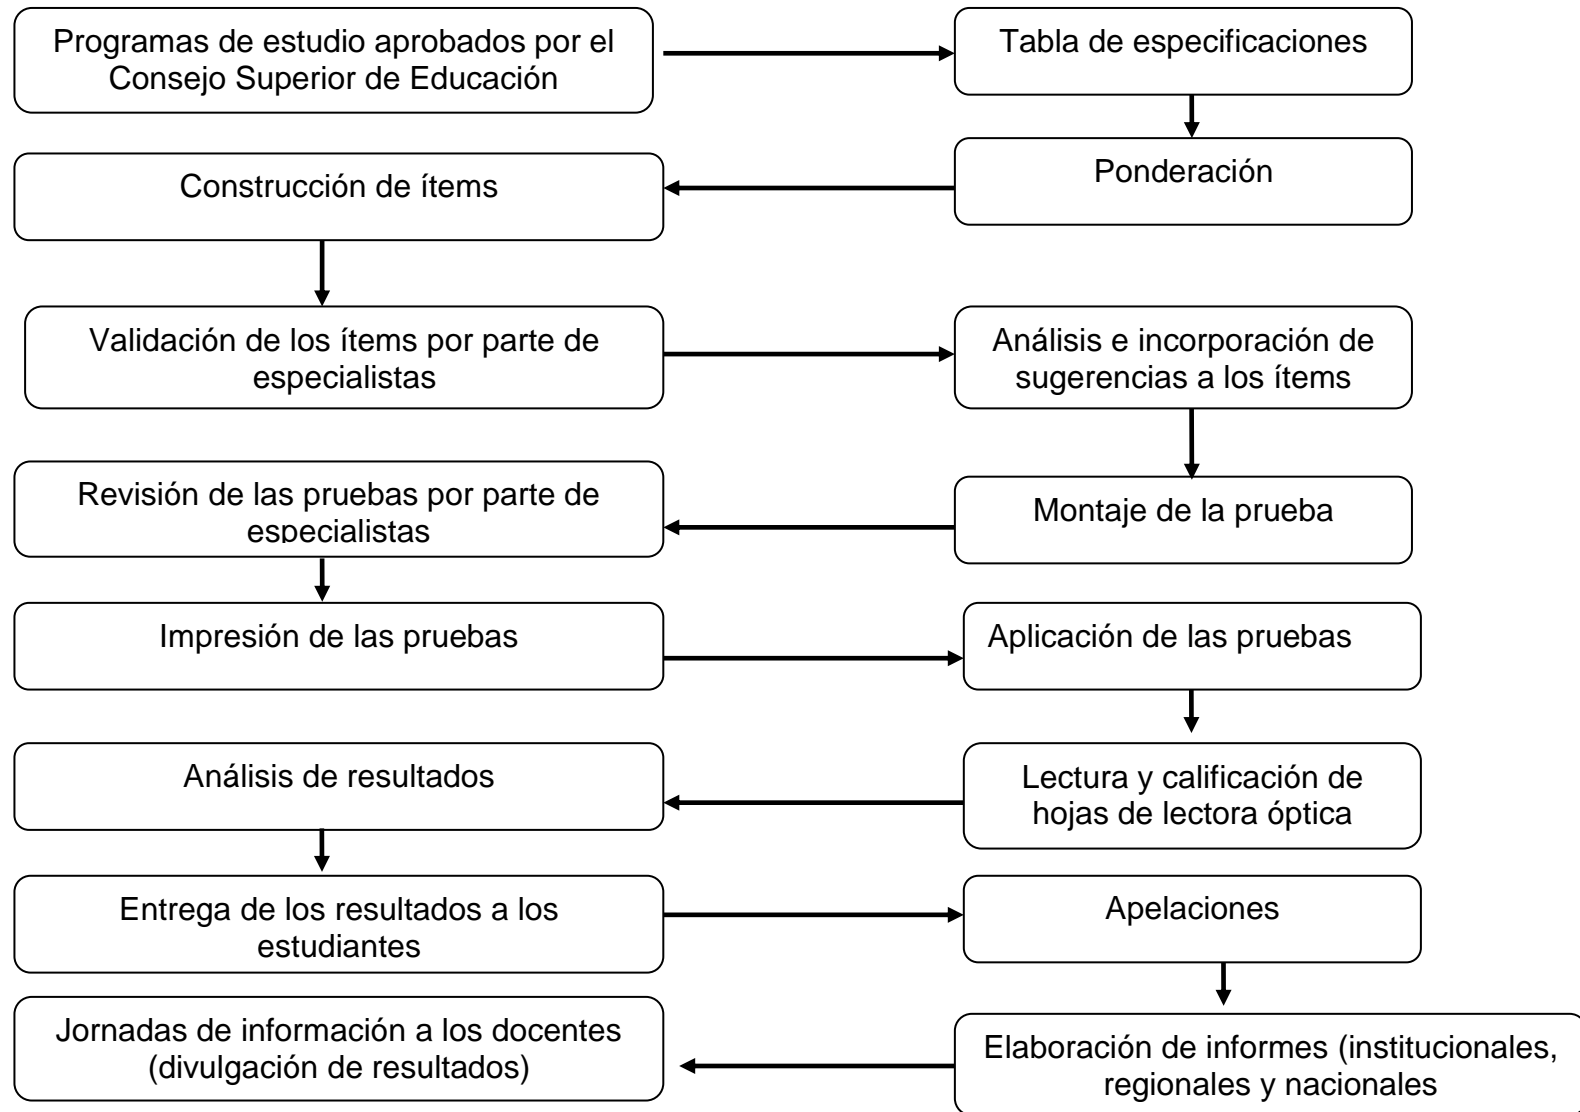 Programas de estudio aprobados por el
Consejo Superior de Educación
Tabla de especificaciones
Ponderación
Construcción de ítems
Validación de los ítems por parte de
especialistas
Análisis e incorporación de
sugerencias a los ítems
Montaje de la prueba
Revisión de las pruebas por parte de
especialistas
Impresión de las pruebas
Aplicación de las pruebas
Lectura y calificación de
hojas de lectora óptica
Análisis de resultados
Entrega de los resultados a los
estudiantes
Apelaciones
Elaboración de informes (institucionales,
regionales y nacionales
Jornadas de información a los docentes
(divulgación de resultados)